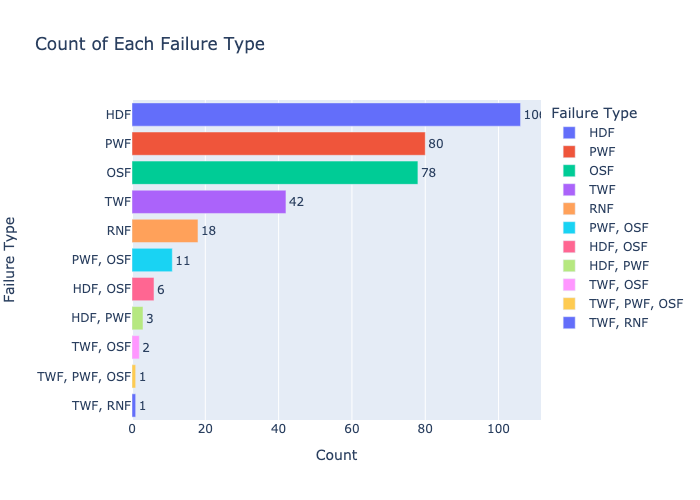 Count of Each Failure Type
HDF
106
PWF
80
OSF
78
TWF
42
RNF
18
PWF, OSF
11
HDF, OSF
6
HDF, PWF
3
TWF, OSF
2
TWF, PWF, OSF
1
TWF, RNF
1
0
20
40
60
80
100
Count
Failure Type
Failure Type
HDF
PWF
OSF
TWF
RNF
PWF, OSF
HDF, OSF
HDF, PWF
TWF, OSF
TWF, PWF, OSF
TWF, RNF